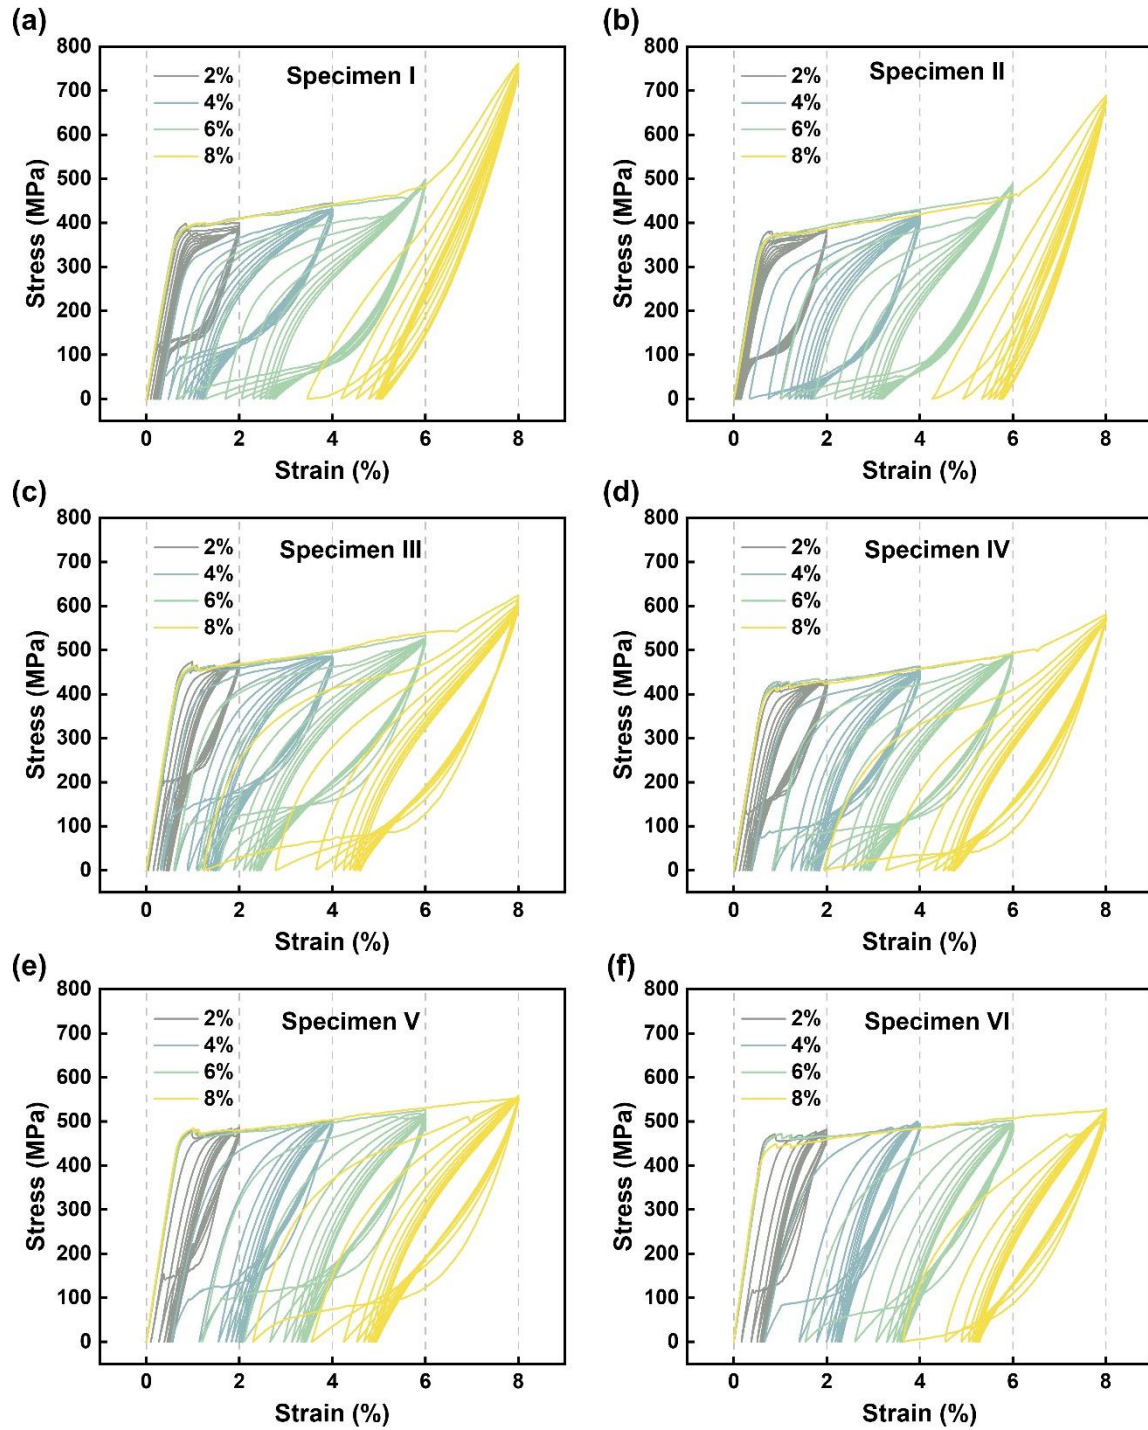 (a)
800
700
600
500
400
300
200
100
0
Stress (MPa)
2%
4%
6%
8%
Specimen I
0 2 4 6 8
Strain (%)
(b)
800
700
600
500
400
300
200
100
0
Stress (MPa)
2%
4%
6%
8%
Specimen II
0 2 4 6 8
Strain (%)
(c)
800
700
600
500
400
300
200
100
0
Stress (MPa)
2%
4%
6%
8%
Specimen III
0 2 4 6 8
Strain (%)
(d)
800
700
600
500
400
300
200
100
0
Stress (MPa)
2%
4%
6%
8%
Specimen IV
0 2 4 6 8
Strain (%)
(e)
800
700
600
500
400
300
200
100
0
Stress (MPa)
2%
4%
6%
8%
Specimen V
0 2 4 6 8
Strain (%)
(f)
800
700
600
500
400
300
200
100
0
Stress (MPa)
2%
4%
6%
8%
Specimen VI
0 2 4 6 8
Strain (%)